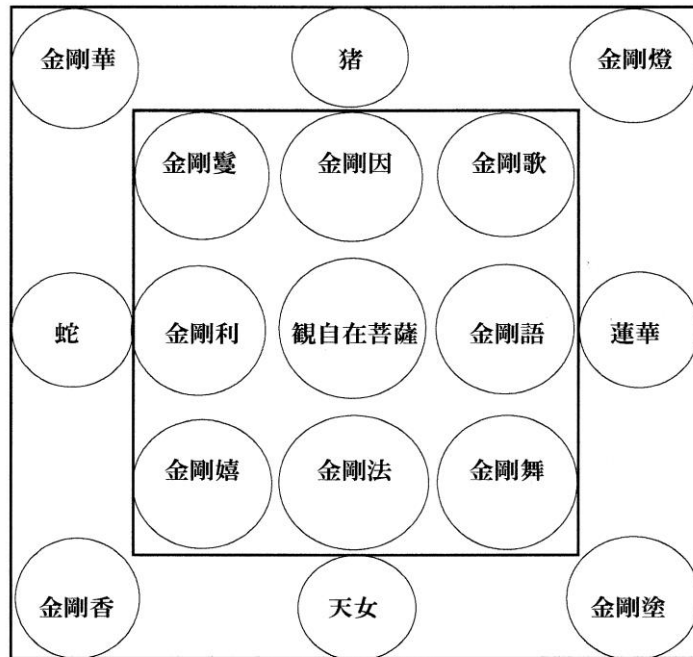 金剛華
猪
金剛燈
金剛鬘
金剛因
金剛歌
蛇
金剛利
観自在菩薩
金剛語
蓮華
金剛嬉
金剛法
金剛舞
金剛香
天女
金剛塗